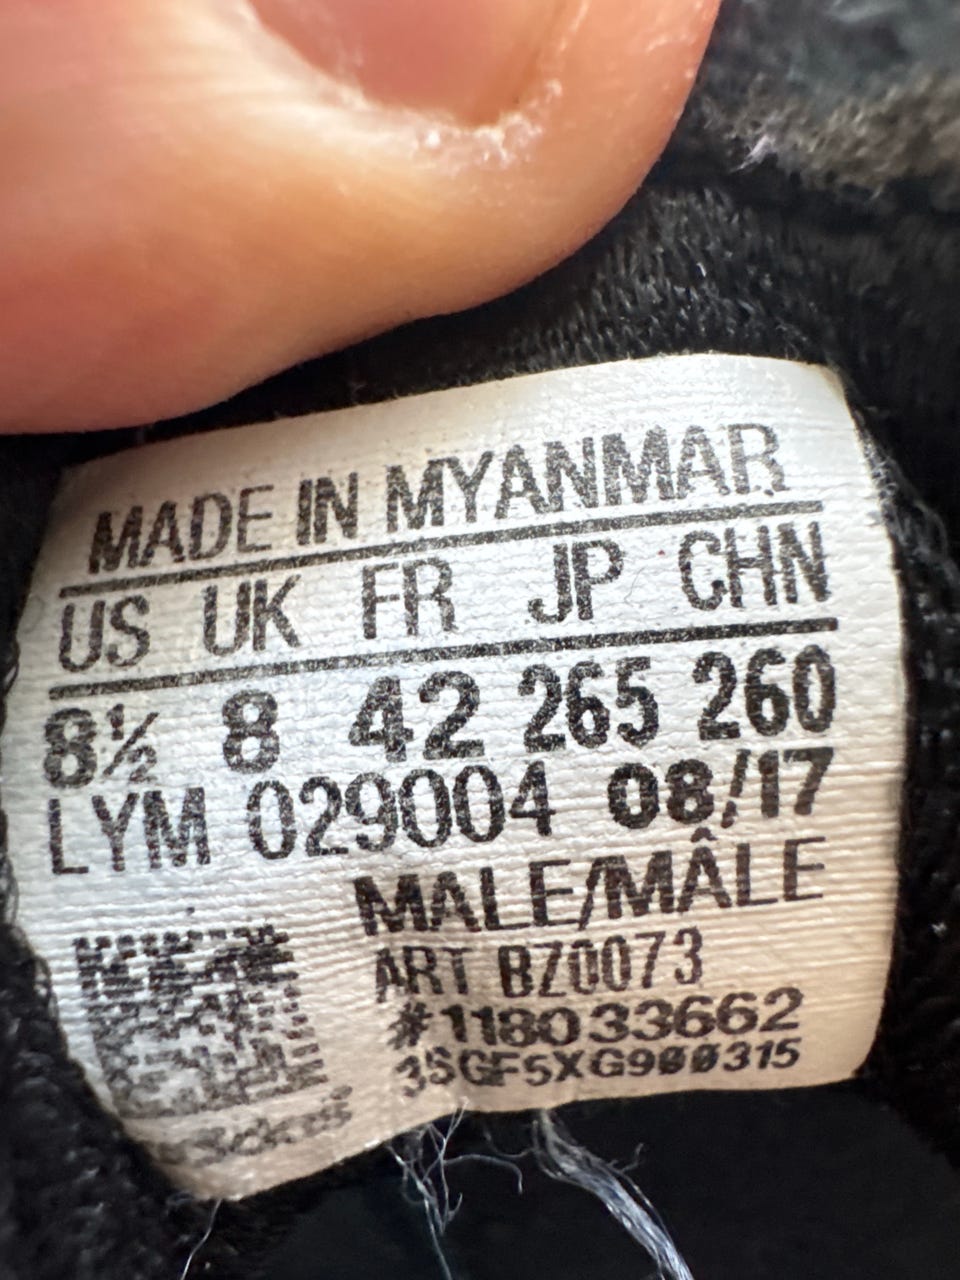 MADE IN MYANMAR
US UK FR JP CHN
8½ 8 42 265 260
LYM 029004 08/17
MALE/MÂLE
ART BZ0073
#118033662
3SGF5XG900315